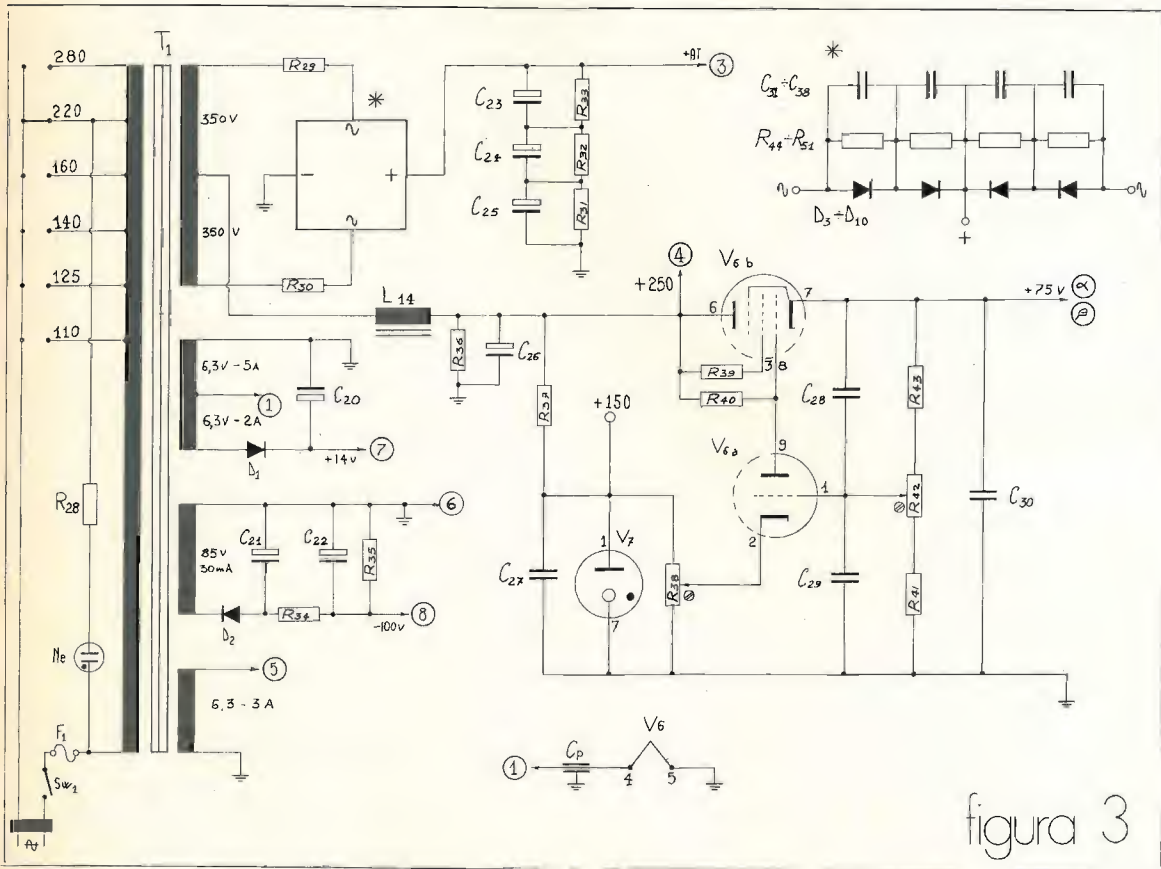 T1
280
220
160
140
125
110
350V
350V
R29
R30
*
~
-
+
~
C23
C24
C25
R33
R32
R31
+AT
3
*
C31÷C38
R44÷R51
D3÷D10
+
L14
R36
C26
4
+250
V6b
6
7
3
8
R39
R40
+75V
α
β
R37
+150
9
V6a
1
2
C28
C29
R43
R42
R41
C30
C27
1
V7
7
R38
6,3V-5A
1
6,3V-2A
D1
C20
+14V
7
85V
30mA
C21
C22
R35
6
D2
R34
-100V
8
5
6,3-3A
R28
Ne
F1
SW1
V6
1
Cp
4
5
figura 3